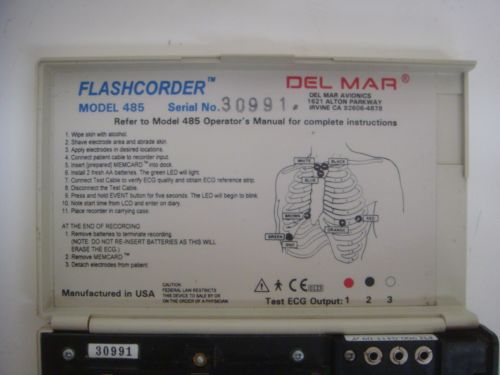 FLASHCORDER™
DEL MAR®
MODEL 485 Serial No. 30991
DEL MAR AVIONICS
1621 ALTON PARKWAY
IRVINE CA 92606-4878
Refer to Model 485 Operator's Manual for complete instructions
1. Wipe skin with alcohol.
2. Shave electrode area and abrade skin.
3. Apply electrodes in desired locations.
4. Connect patient cable to recorder input.
5. Insert (prepared) MEMCARD™ into dock.
6. Install 2 fresh AA batteries. The green LED will light.
7. Connect Test Cable to verify ECG quality and obtain ECG reference strip.
8. Disconnect the Test Cable.
9. Press and hold EVENT button for five seconds. The LED will begin to blink.
10. Note start time from LCD and enter on diary.
11. Place recorder in carrying case.
AT THE END OF RECORDING
1. Remove batteries to terminate recording.
(NOTE: DO NOT RE-INSERT BATTERIES AS THIS WILL
ERASE THE ECG.)
2. Remove MEMCARD™
3. Detach electrodes from patient.
WHITE
BLACK
BLUE
BROWN
RED
ORANGE
GREEN
Manufactured in USA
CAUTION:
FEDERAL LAW RESTRICTS
THIS DEVICE TO SALE BY OR
ON THE ORDER OF A PHYSICIAN
CE 0123
Test ECG Output: 1 2 3
30991